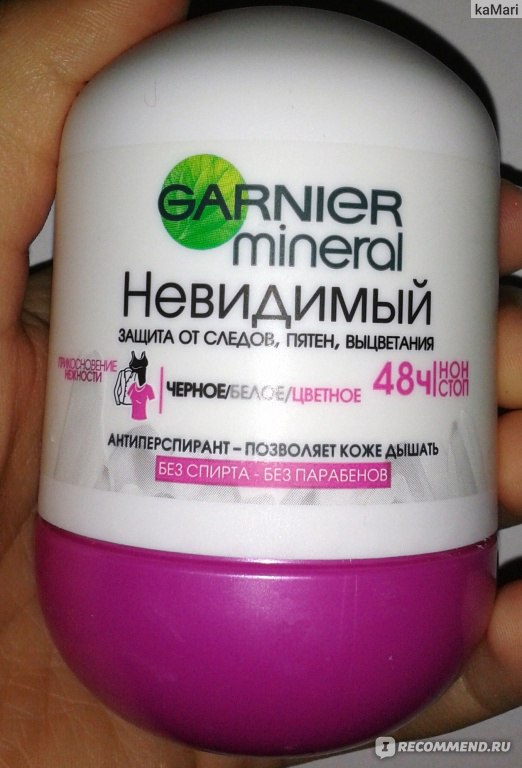 kaMari
GARNIER
mineral
Невидимый
ЗАЩИТА ОТ СЛЕДОВ, ПЯТЕН, ВЫЦВЕТАНИЯ
ПРИКОСНОВЕНИЕ
НЕЖНОСТИ
ЧЕРНОЕ/БЕЛОЕ/ЦВЕТНОЕ
48ч НОН
СТОП
АНТИПЕРСПИРАНТ – ПОЗВОЛЯЕТ КОЖЕ ДЫШАТЬ
БЕЗ СПИРТА - БЕЗ ПАРАБЕНОВ
RECOMMEND.RU